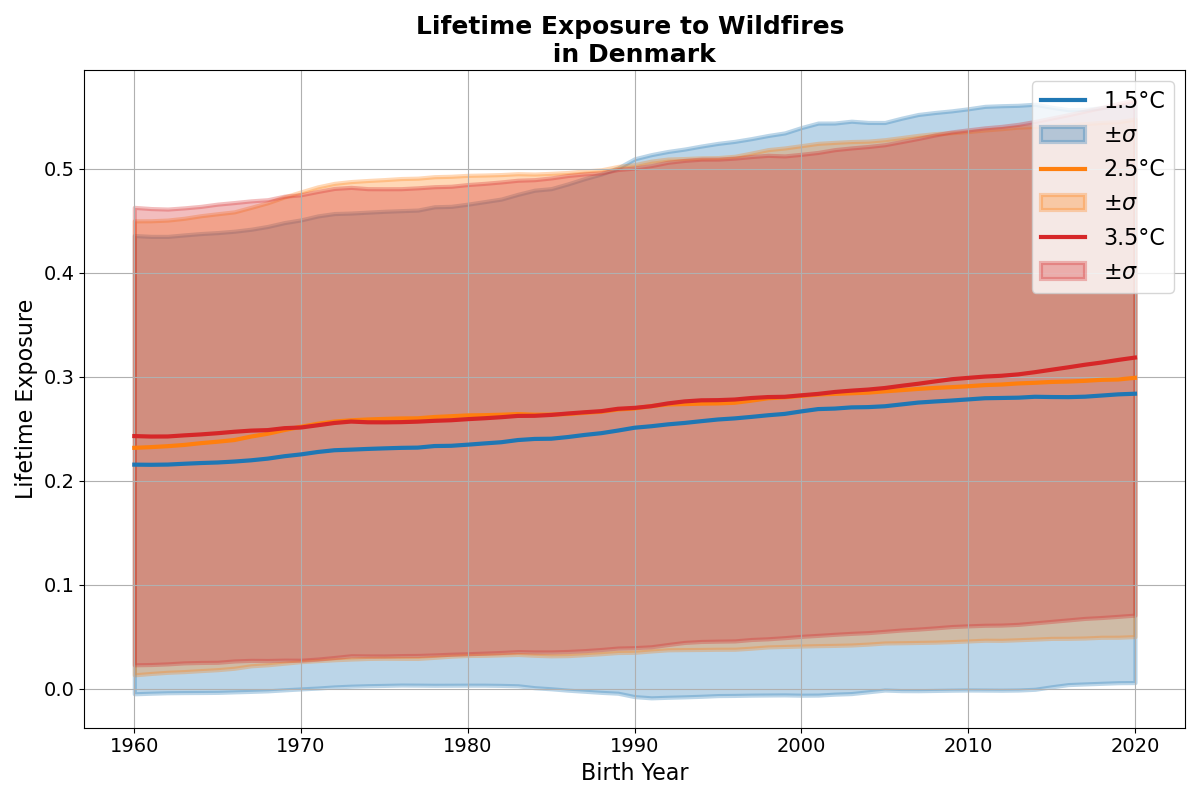 Lifetime Exposure to Wildfires
in Denmark
1.5°C
±σ
2.5°C
±σ
3.5°C
±σ
Lifetime Exposure
0.5
0.4
0.3
0.2
0.1
0.0
1960 1970 1980 1990 2000 2010 2020
Birth Year